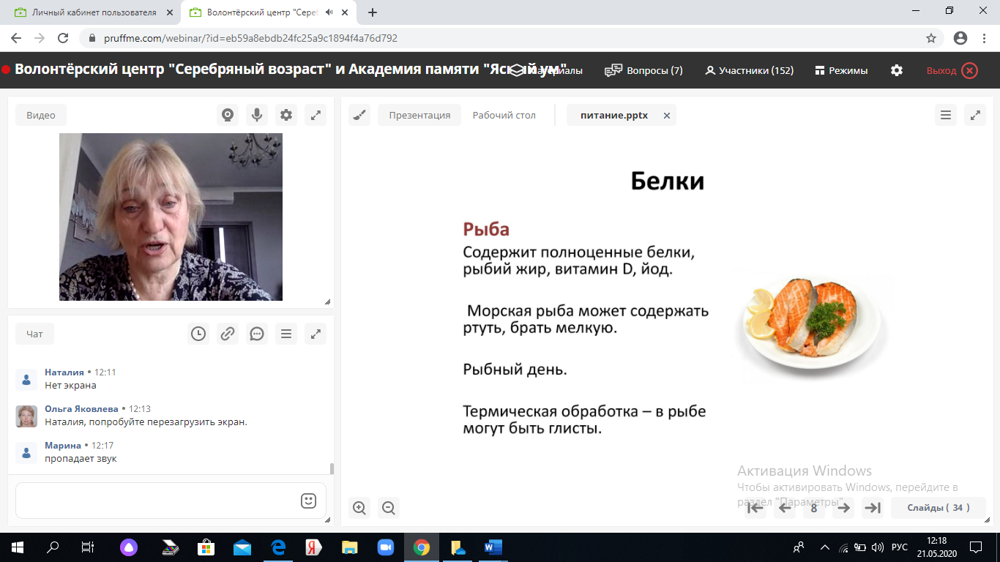 Личный кабинет пользователя
Волонтёрский центр "Сереб
pruffme.com/webinar/?id=eb59a8ebdb24fc25a9c1894f4a76d792
Волонтёрский центр "Серебряный возраст" и Академия памяти "Ясный ум"
Материалы
Вопросы (7)
Участники (152)
Режимы
Выход
Видео
Презентация
Рабочий стол
питание.pptx
Белки
Рыба
Содержит полноценные белки,
рыбий жир, витамин D, йод.
Морская рыба может содержать
ртуть, брать мелкую.
Рыбный день.
Термическая обработка – в рыбе
могут быть глисты.
Чат
Наталия • 12:11
Нет экрана
Ольга Яковлева • 12:13
Наталия, попробуйте перезагрузить экран.
Марина • 12:17
пропадает звук
Активация Windows
Чтобы активировать Windows, перейдите в
раздел "Параметры".
8
Слайды ( 34 )
РУС
12:18
21.05.2020